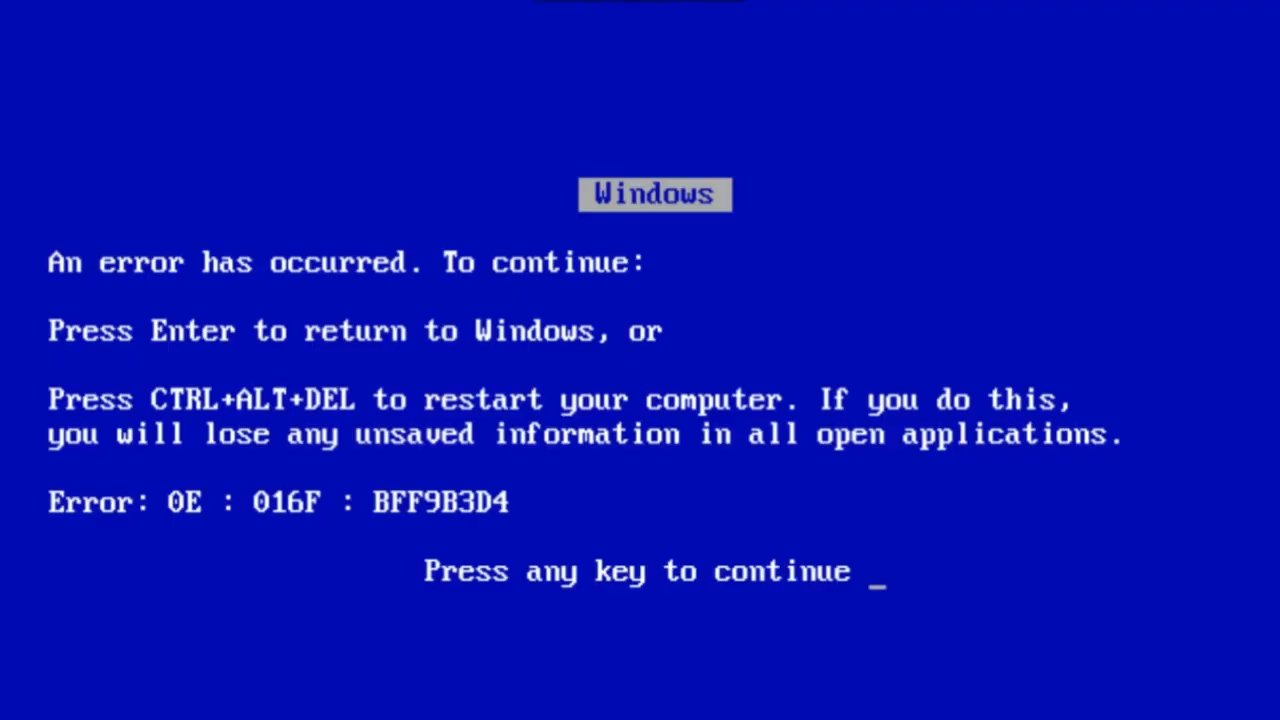 Windows
An error has occurred. To continue:
Press Enter to return to Windows, or
Press CTRL+ALT+DEL to restart your computer. If you do this,
you will lose any unsaved information in all open applications.
Error: 0E : 016F : BFF9B3D4
Press any key to continue _